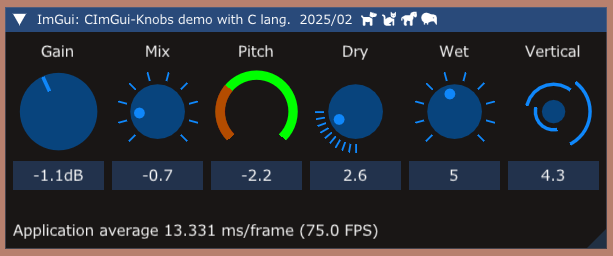 ImGui: CImGui-Knobs demo with C lang. 2025/02
Gain Mix Pitch Dry Wet Vertical
-1.1dB -0.7 -2.2 2.6 5 4.3
Application average 13.331 ms/frame (75.0 FPS)